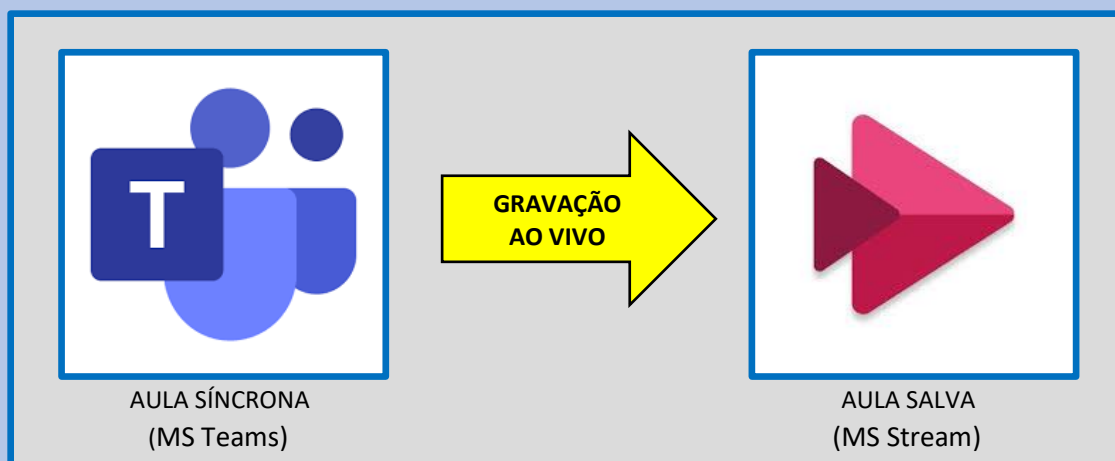 T
GRAVAÇÃO
AO VIVO
AULA SÍNCRONA
(MS Teams)
AULA SALVA
(MS Stream)